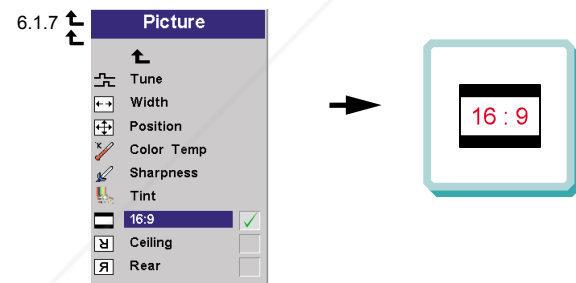 6.1.7
Picture
Tune
Width
Position
Color Temp
Sharpness
Tint
16:9
Ceiling
Rear
16 : 9